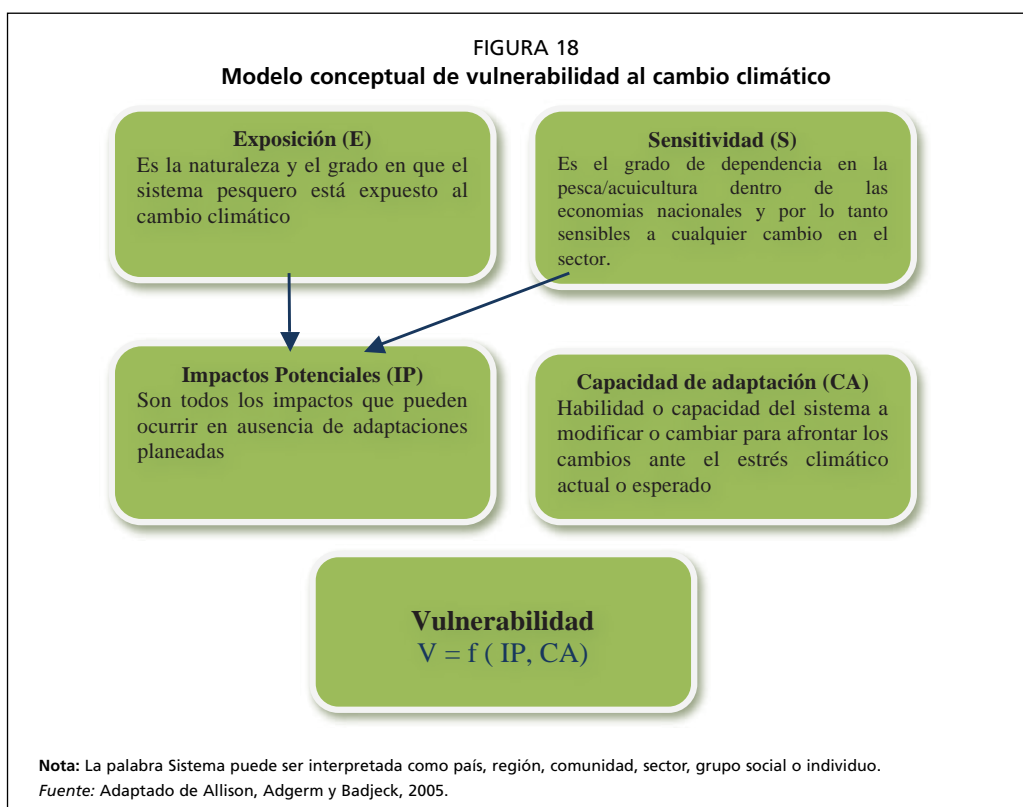 FIGURA 18
Modelo conceptual de vulnerabilidad al cambio climático
Exposición (E)
Es la naturaleza y el grado en que el
sistema pesquero está expuesto al
cambio climático
Sensitividad (S)
Es el grado de dependencia en la
pesca/acuicultura dentro de las
economias nacionales y por lo tanto
sensibles a cualquier cambio en el
sector.
Impactos Potenciales (IP)
Son todos los impactos que pueden
ocurrir en ausencia de adaptaciones
planeadas
Capacidad de adaptación (CA)
Habilidad o capacidad del sistema a
modificar o cambiar para afrontar los
cambios ante el estrés climático
actual o esperado
Vulnerabilidad
V = f ( IP, CA)
Nota: La palabra Sistema puede ser interpretada como país, región, comunidad, sector, grupo social o individuo.
Fuente: Adaptado de Allison, Adgerm y Badjeck, 2005.